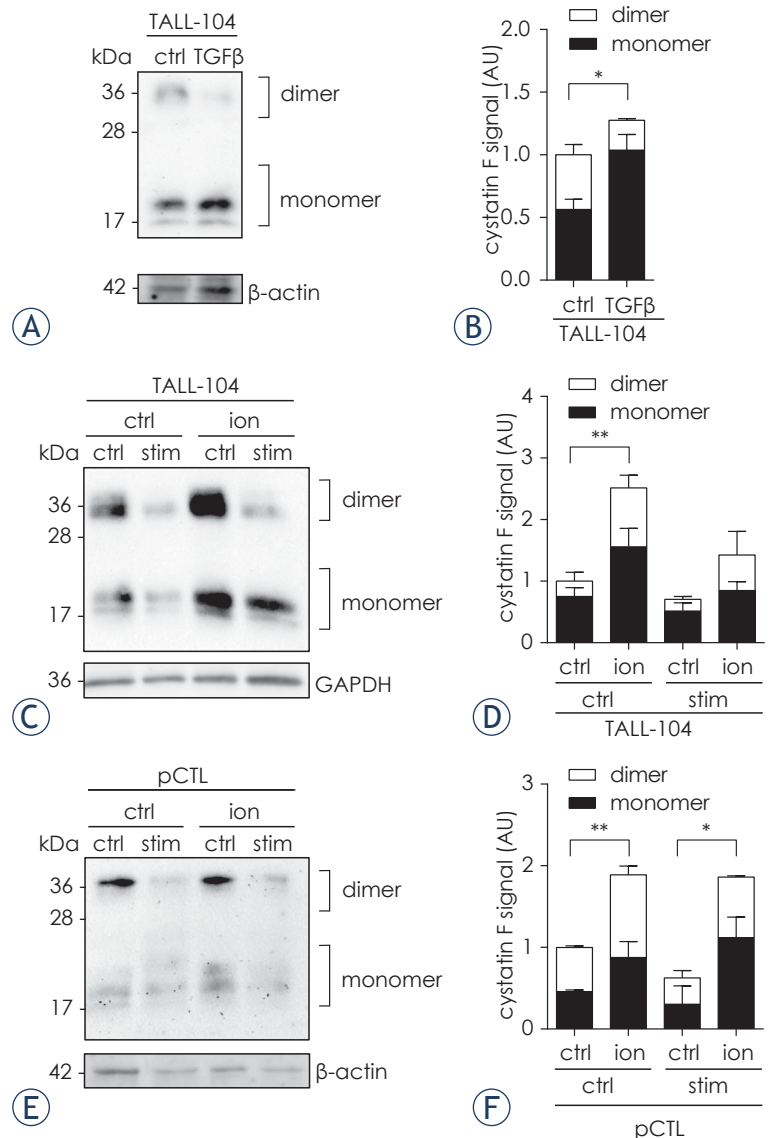 TALL-104
ctrl TGFβ
kDa
36
28
17
42
dimer
monomer
β-actin
A
dimer
monomer
cystatin F signal (AU)
2.0
1.5
1.0
0.5
0.0
*
ctrl TGFβ
TALL-104
B
TALL-104
ctrl ion
kDa ctrl stim ctrl stim
36
28
17
36
dimer
monomer
GAPDH
C
dimer
monomer
cystatin F signal (AU)
4
3
2
1
0
**
ctrl ion ctrl ion
ctrl stim
TALL-104
D
pCTL
ctrl ion
kDa ctrl stim ctrl stim
36
28
17
42
dimer
monomer
β-actin
E
dimer
monomer
cystatin F signal (AU)
3
2
1
0
** *
ctrl ion ctrl ion
ctrl stim
pCTL
F